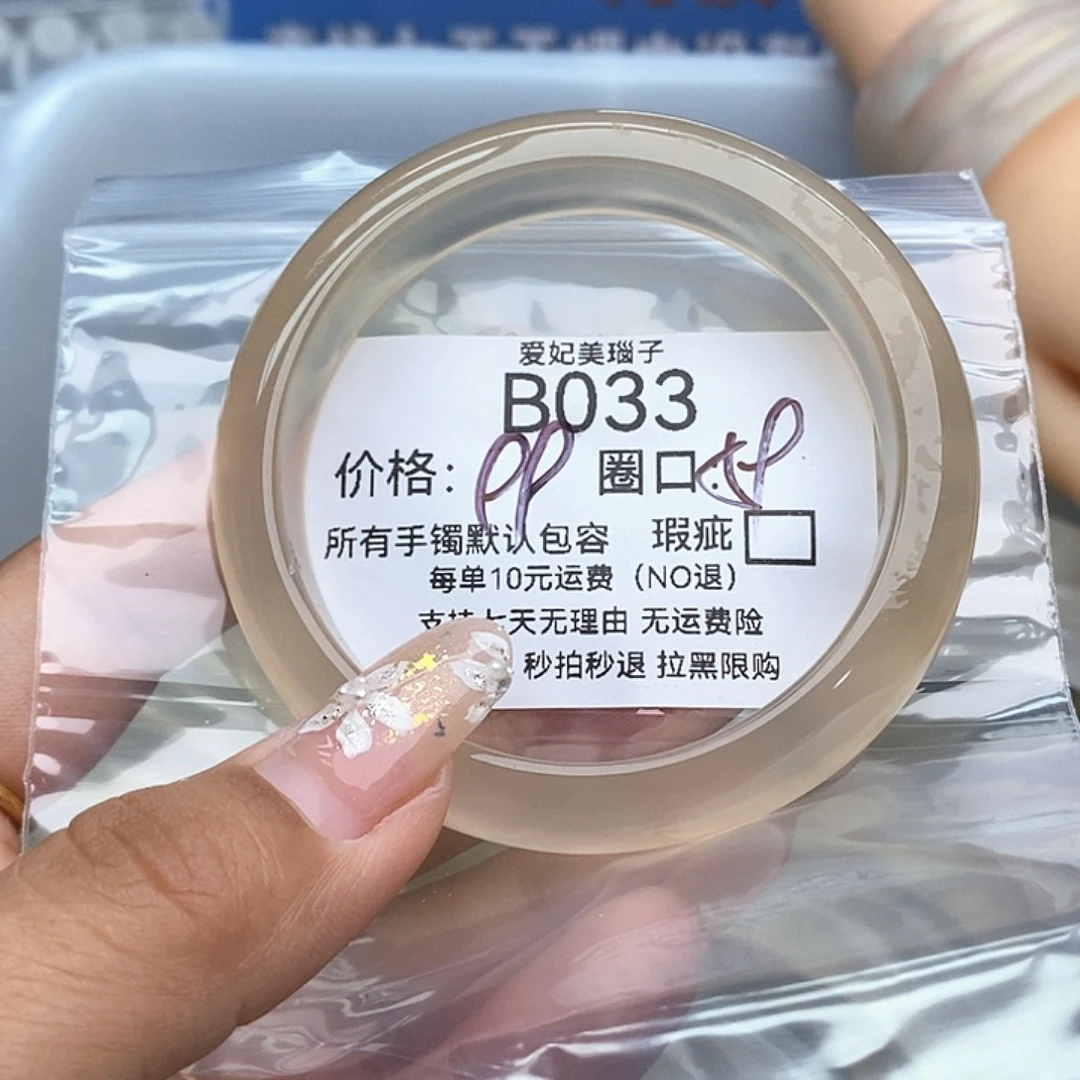 爱妃美瑙子
B033
价格: 99 圈口:
所有手镯默认包容 瑕疵
每单10元运费（NO退）
支持七天无理由 无运费险
秒拍秒退 拉黑限购